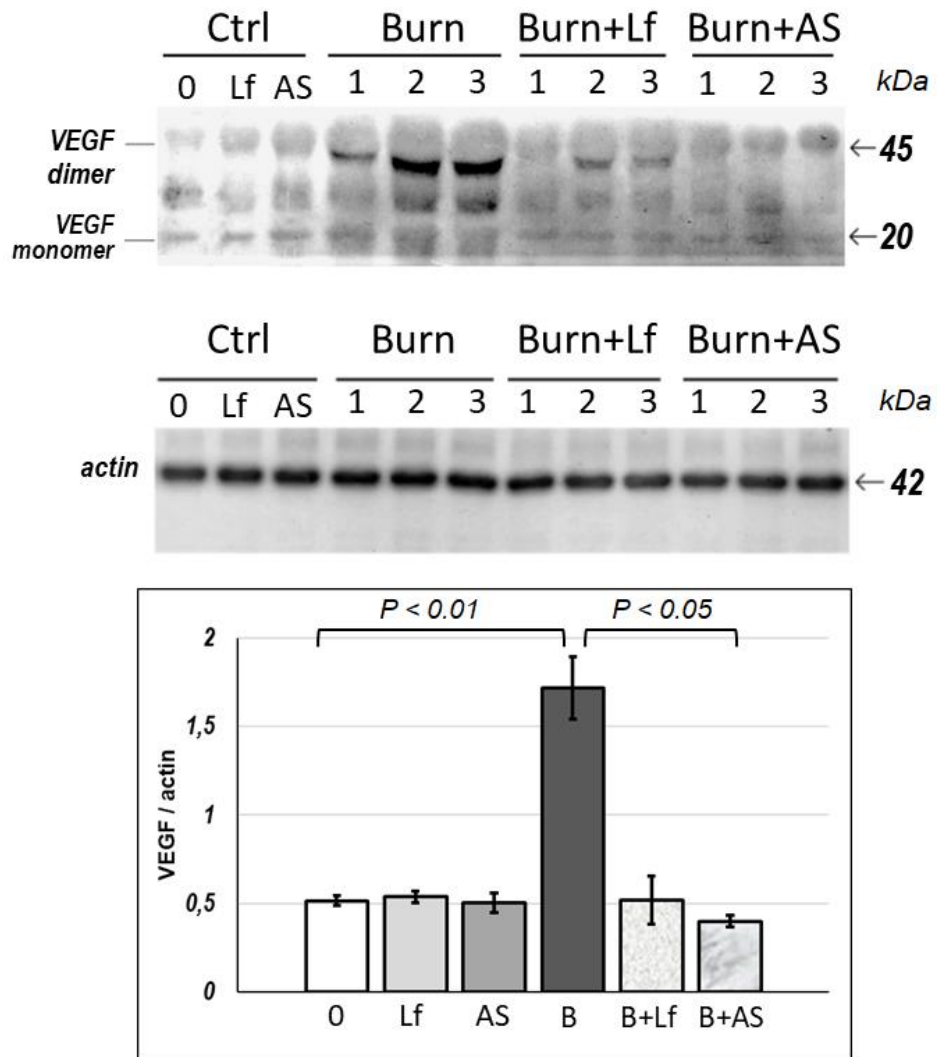 Ctrl Burn Burn+Lf Burn+AS
0 Lf AS 1 2 3 1 2 3 1 2 3 kDa
VEGF dimer
←45
VEGF monomer
←20
Ctrl Burn Burn+Lf Burn+AS
0 Lf AS 1 2 3 1 2 3 1 2 3 kDa
actin
←42
P < 0.01 P < 0.05
2
1,5
1
0,5
0
VEGF / actin
0 Lf AS B B+Lf B+AS